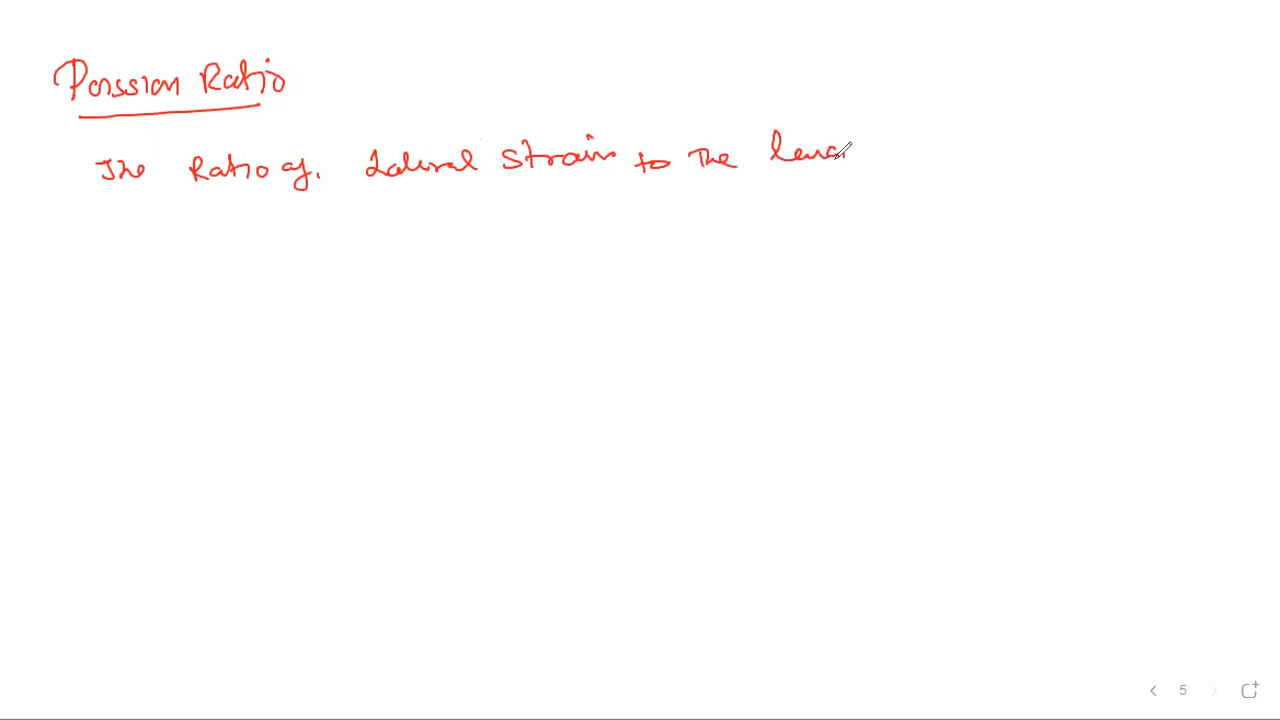 Poission Ratio
The Ratio of. Lateral Strain to The
5